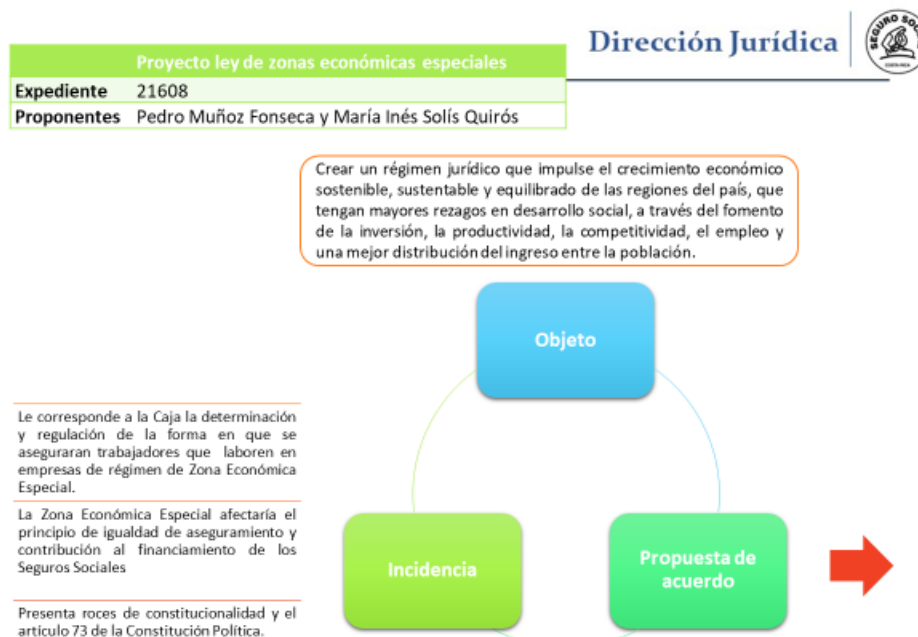 Dirección Jurídica
SEGURO SOCIAL
COSTA RICA
Proyecto ley de zonas económicas especiales
Expediente 21608
Proponentes Pedro Muñoz Fonseca y María Inés Solís Quirós
Crear un régimen jurídico que impulse el crecimiento económico
sostenible, sustentable y equilibrado de las regiones del país, que
tengan mayores rezagos en desarrollo social, a través del fomento
de la inversión, la productividad, la competitividad, el empleo y
una mejor distribución del ingreso entre la población.
Objeto
Le corresponde a la Caja la determinación
y regulación de la forma en que se
aseguraran trabajadores que laboren en
empresas de régimen de Zona Económica
Especial.
La Zona Económica Especial afectaría el
principio de igualdad de aseguramiento y
contribución al financiamiento de los
Seguros Sociales
Presenta roces de constitucionalidad y el
artículo 73 de la Constitución Política.
Incidencia
Propuesta de
acuerdo